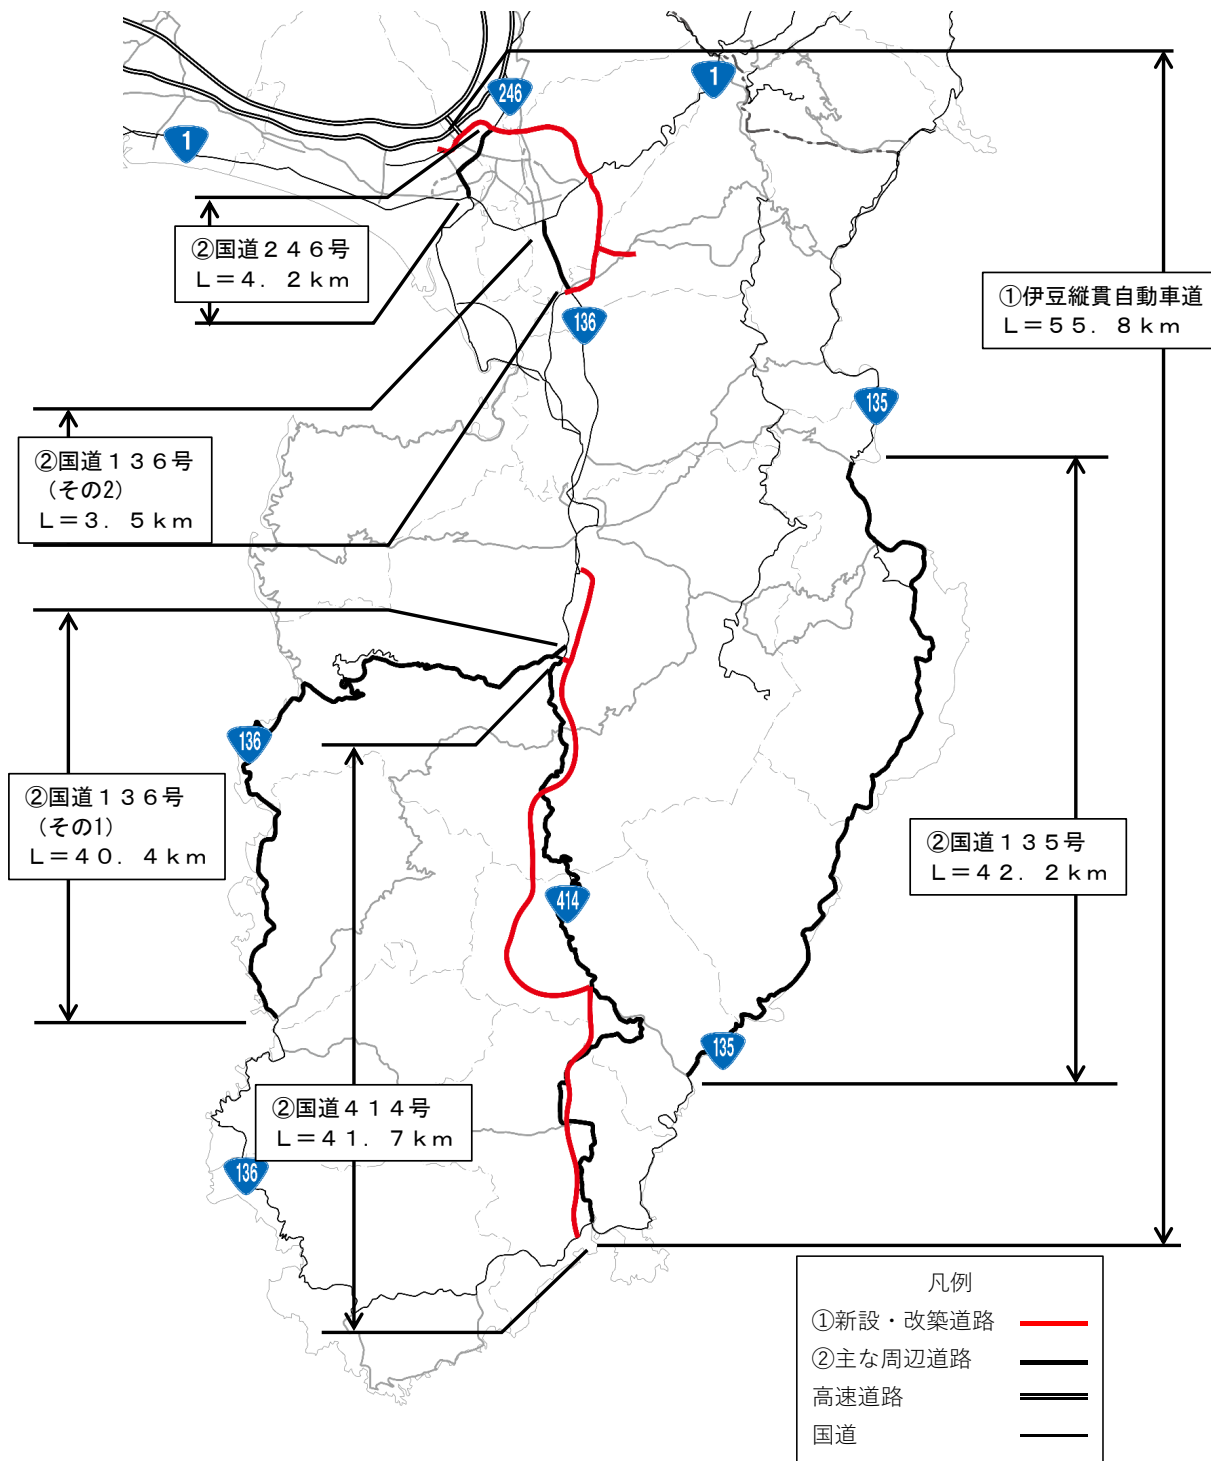 1
246
1
②国道２４６号
Ｌ＝４．２ｋｍ
①伊豆縦貫自動車道
Ｌ＝５５．８ｋｍ
136
135
②国道１３６号
（その2）
Ｌ＝３．５ｋｍ
136
②国道１３６号
（その1）
Ｌ＝４０．４ｋｍ
②国道１３５号
Ｌ＝４２．２ｋｍ
414
135
②国道４１４号
Ｌ＝４１．７ｋｍ
136
凡例
①新設・改築道路
②主な周辺道路
高速道路
国道